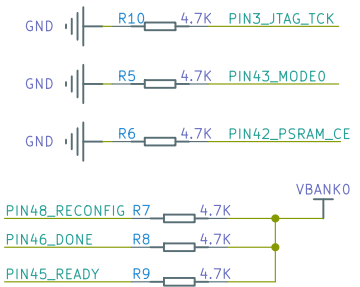 GND R10 4.7K PIN3_JTAG_TCK
GND R5 4.7K PIN43_MODE0
GND R6 4.7K PIN42_PSRAM_CE
VBANK0
PIN48_RECONFIG R7 4.7K
PIN46_DONE R8 4.7K
PIN45_READY R9 4.7K